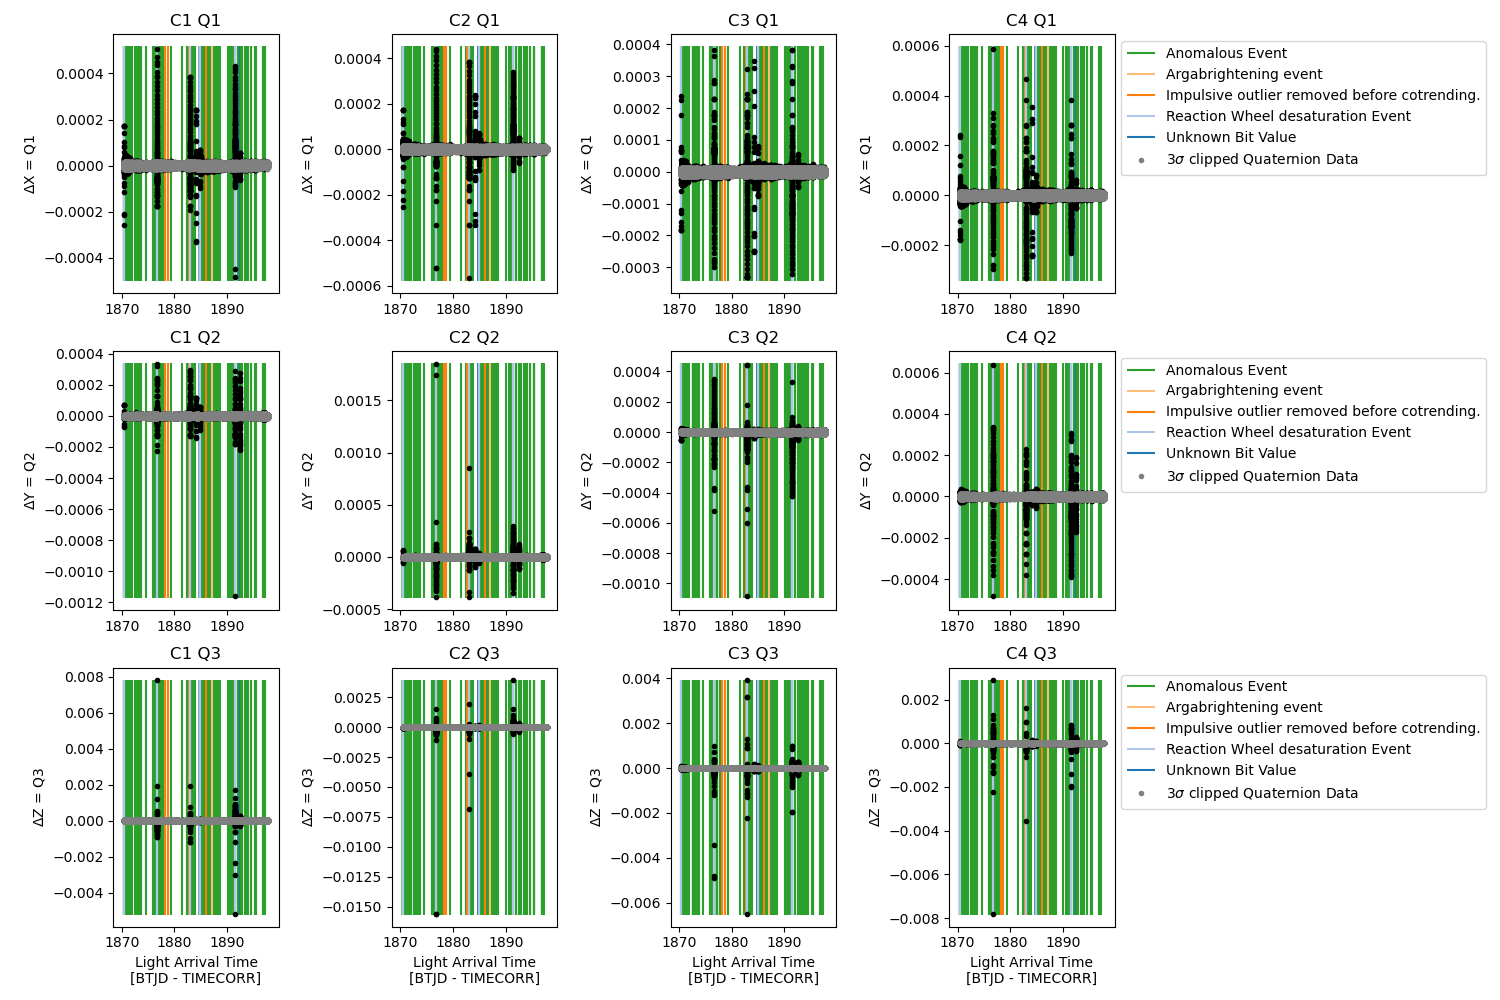 C1 Q1
C2 Q1
C3 Q1
C4 Q1
ΔX = Q1
0.0004
0.0002
0.0000
−0.0002
−0.0004
1870 1880 1890
ΔX = Q1
0.0004
0.0002
0.0000
−0.0002
−0.0004
−0.0006
1870 1880 1890
ΔX = Q1
0.0004
0.0003
0.0002
0.0001
0.0000
−0.0001
−0.0002
−0.0003
1870 1880 1890
ΔX = Q1
0.0006
0.0004
0.0002
0.0000
−0.0002
1870 1880 1890
Anomalous Event
Argabrightening event
Impulsive outlier removed before cotrending.
Reaction Wheel desaturation Event
Unknown Bit Value
3σ clipped Quaternion Data
C1 Q2
C2 Q2
C3 Q2
C4 Q2
ΔY = Q2
0.0004
0.0002
0.0000
−0.0002
−0.0004
−0.0006
−0.0008
−0.0010
−0.0012
1870 1880 1890
ΔY = Q2
0.0015
0.0010
0.0005
0.0000
−0.0005
1870 1880 1890
ΔY = Q2
0.0004
0.0002
0.0000
−0.0002
−0.0004
−0.0006
−0.0008
−0.0010
1870 1880 1890
ΔY = Q2
0.0006
0.0004
0.0002
0.0000
−0.0002
−0.0004
1870 1880 1890
Anomalous Event
Argabrightening event
Impulsive outlier removed before cotrending.
Reaction Wheel desaturation Event
Unknown Bit Value
3σ clipped Quaternion Data
C1 Q3
C2 Q3
C3 Q3
C4 Q3
ΔZ = Q3
0.008
0.006
0.004
0.002
0.000
−0.002
−0.004
1870 1880 1890
Light Arrival Time
[BTJD - TIMECORR]
ΔZ = Q3
0.0025
0.0000
−0.0025
−0.0050
−0.0075
−0.0100
−0.0125
−0.0150
1870 1880 1890
Light Arrival Time
[BTJD - TIMECORR]
ΔZ = Q3
0.004
0.002
0.000
−0.002
−0.004
−0.006
1870 1880 1890
Light Arrival Time
[BTJD - TIMECORR]
ΔZ = Q3
0.002
0.000
−0.002
−0.004
−0.006
−0.008
1870 1880 1890
Light Arrival Time
[BTJD - TIMECORR]
Anomalous Event
Argabrightening event
Impulsive outlier removed before cotrending.
Reaction Wheel desaturation Event
Unknown Bit Value
3σ clipped Quaternion Data